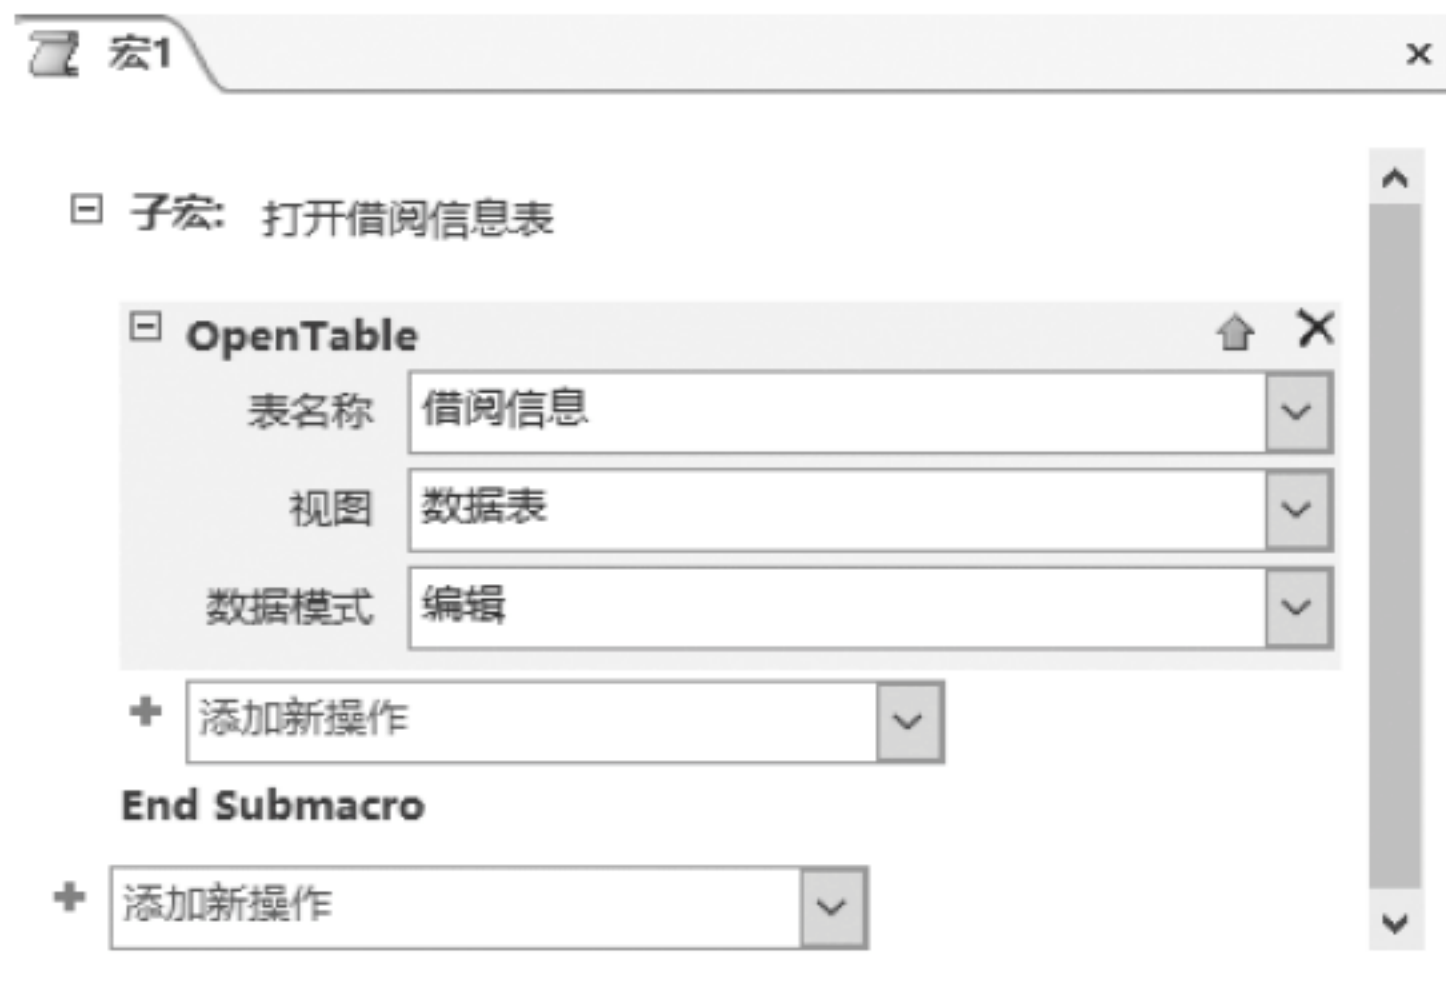 宏1
子宏: 打开借阅信息表
OpenTable
表名称 借阅信息
视图 数据表
数据模式 编辑
添加新操作
End Submacro
添加新操作